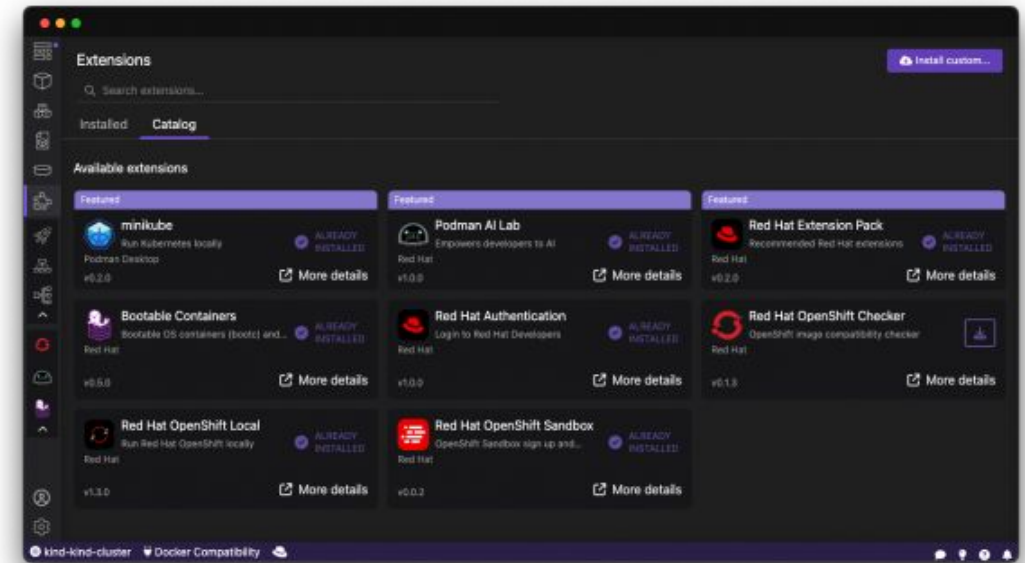 Extensions
Install custom...
Search extensions...
Installed Catalog
Available extensions
Featured
minikube
Run Kubernetes locally
Podman Desktop
ALREADY INSTALLED
v0.2.0
More details
Featured
Podman AI Lab
Empowers developers to AI
Red Hat
ALREADY INSTALLED
v1.0.0
More details
Featured
Red Hat Extension Pack
Recommended Red Hat extensions
Red Hat
ALREADY INSTALLED
v0.2.0
More details
Bootable Containers
Bootable OS containers (bootc) and...
Red Hat
ALREADY INSTALLED
v0.5.0
More details
Red Hat Authentication
Login to Red Hat Developers
Red Hat
ALREADY INSTALLED
v1.0.0
More details
Red Hat OpenShift Checker
OpenShift image compatibility checker
Red Hat
v0.1.3
More details
Red Hat OpenShift Local
Run Red Hat OpenShift locally
Red Hat
ALREADY INSTALLED
v1.3.0
More details
Red Hat OpenShift Sandbox
OpenShift Sandbox sign up and...
Red Hat
ALREADY INSTALLED
v0.0.2
More details
kind-kind-cluster Docker Compatibility